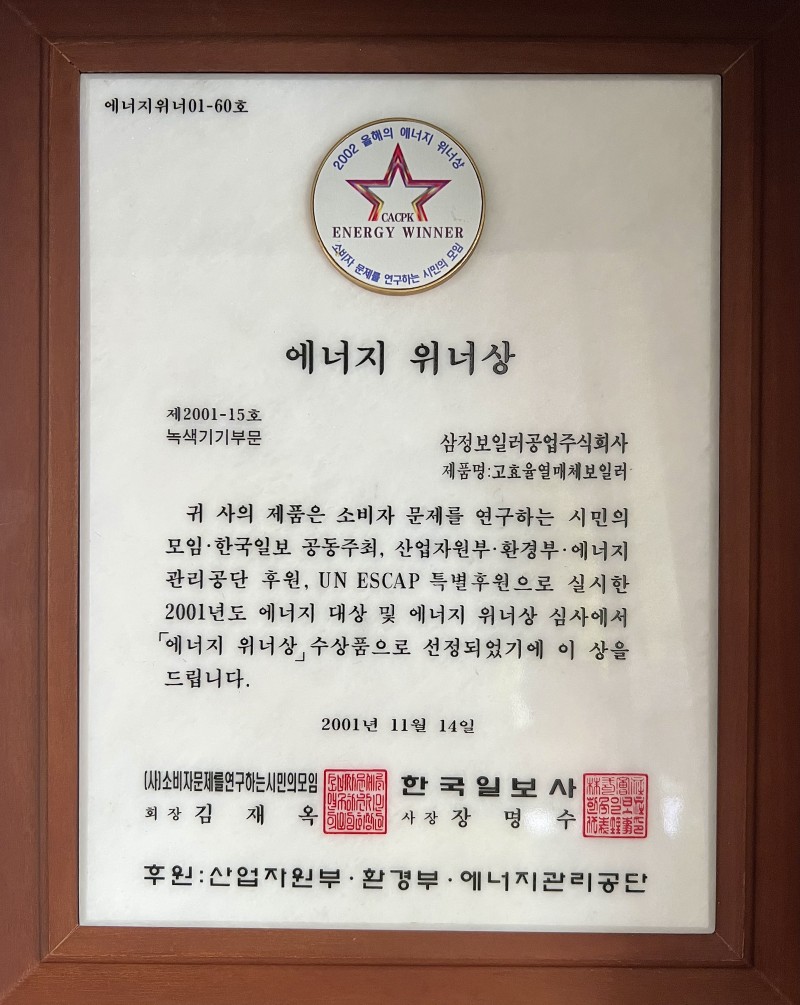 에너지위너01-60호
2002 올해의 에너지 위너상
CACPK
ENERGY WINNER
소비자 문제를 연구하는 시민의 모임
에너지 위너상
제2001-15호
녹색기기부문
삼정보일러공업주식회사
제품명:고효율열매체보일러
귀 사의 제품은 소비자 문제를 연구하는 시민의
모임·한국일보 공동주최, 산업자원부·환경부·에너지
관리공단 후원, UN ESCAP 특별후원으로 실시한
2001년도 에너지 대상 및 에너지 위너상 심사에서
「에너지 위너상」수상품으로 선정되었기에 이 상을
드립니다.
2001년 11월 14일
(사)소비자문제를연구하는시민의모임
회장 김 재 옥
한국일보사
사장 장 명 수
후원:산업자원부·환경부·에너지관리공단